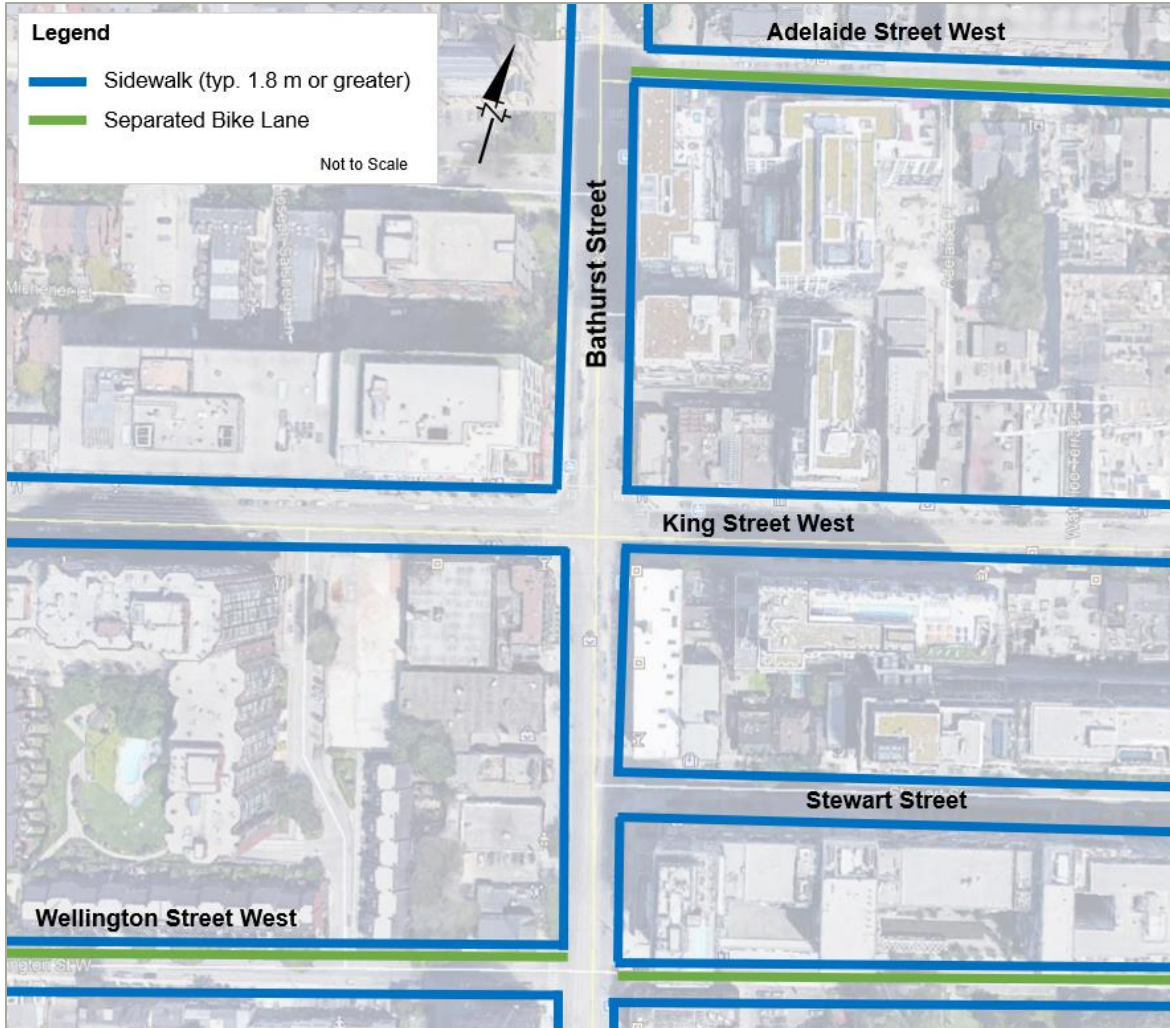 Legend
Sidewalk (typ. 1.8 m or greater)
Separated Bike Lane
Not to Scale
N
Adelaide Street West
Bathurst Street
King Street West
Stewart Street
Wellington Street West